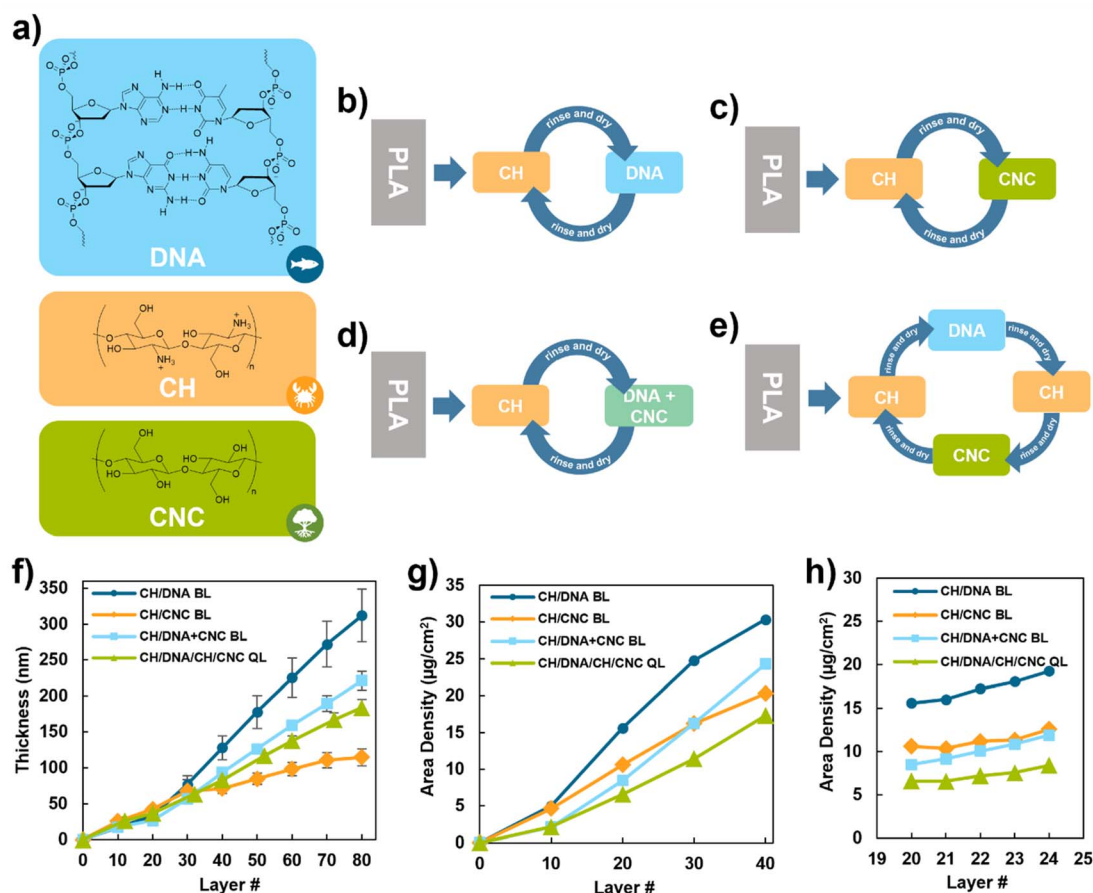 a)
DNA
CH
CNC
b)
PLA
CH
rinse and dry
DNA
rinse and dry
c)
PLA
CH
rinse and dry
CNC
rinse and dry
d)
PLA
CH
rinse and dry
DNA +
CNC
rinse and dry
e)
PLA
CH
rinse and dry
DNA
rinse and dry
CH
rinse and dry
CNC
rinse and dry
f)
Thickness (nm)
350
300
250
200
150
100
50
0
CH/DNA BL
CH/CNC BL
CH/DNA+CNC BL
CH/DNA/CH/CNC QL
0 10 20 30 40 50 60 70 80
Layer #
g)
Area Density (µg/cm²)
35
30
25
20
15
10
5
0
CH/DNA BL
CH/CNC BL
CH/DNA+CNC BL
CH/DNA/CH/CNC QL
0 10 20 30 40
Layer #
h)
Area Density (µg/cm²)
30
25
20
15
10
5
0
CH/DNA BL
CH/CNC BL
CH/DNA+CNC BL
CH/DNA/CH/CNC QL
19 20 21 22 23 24 25
Layer #